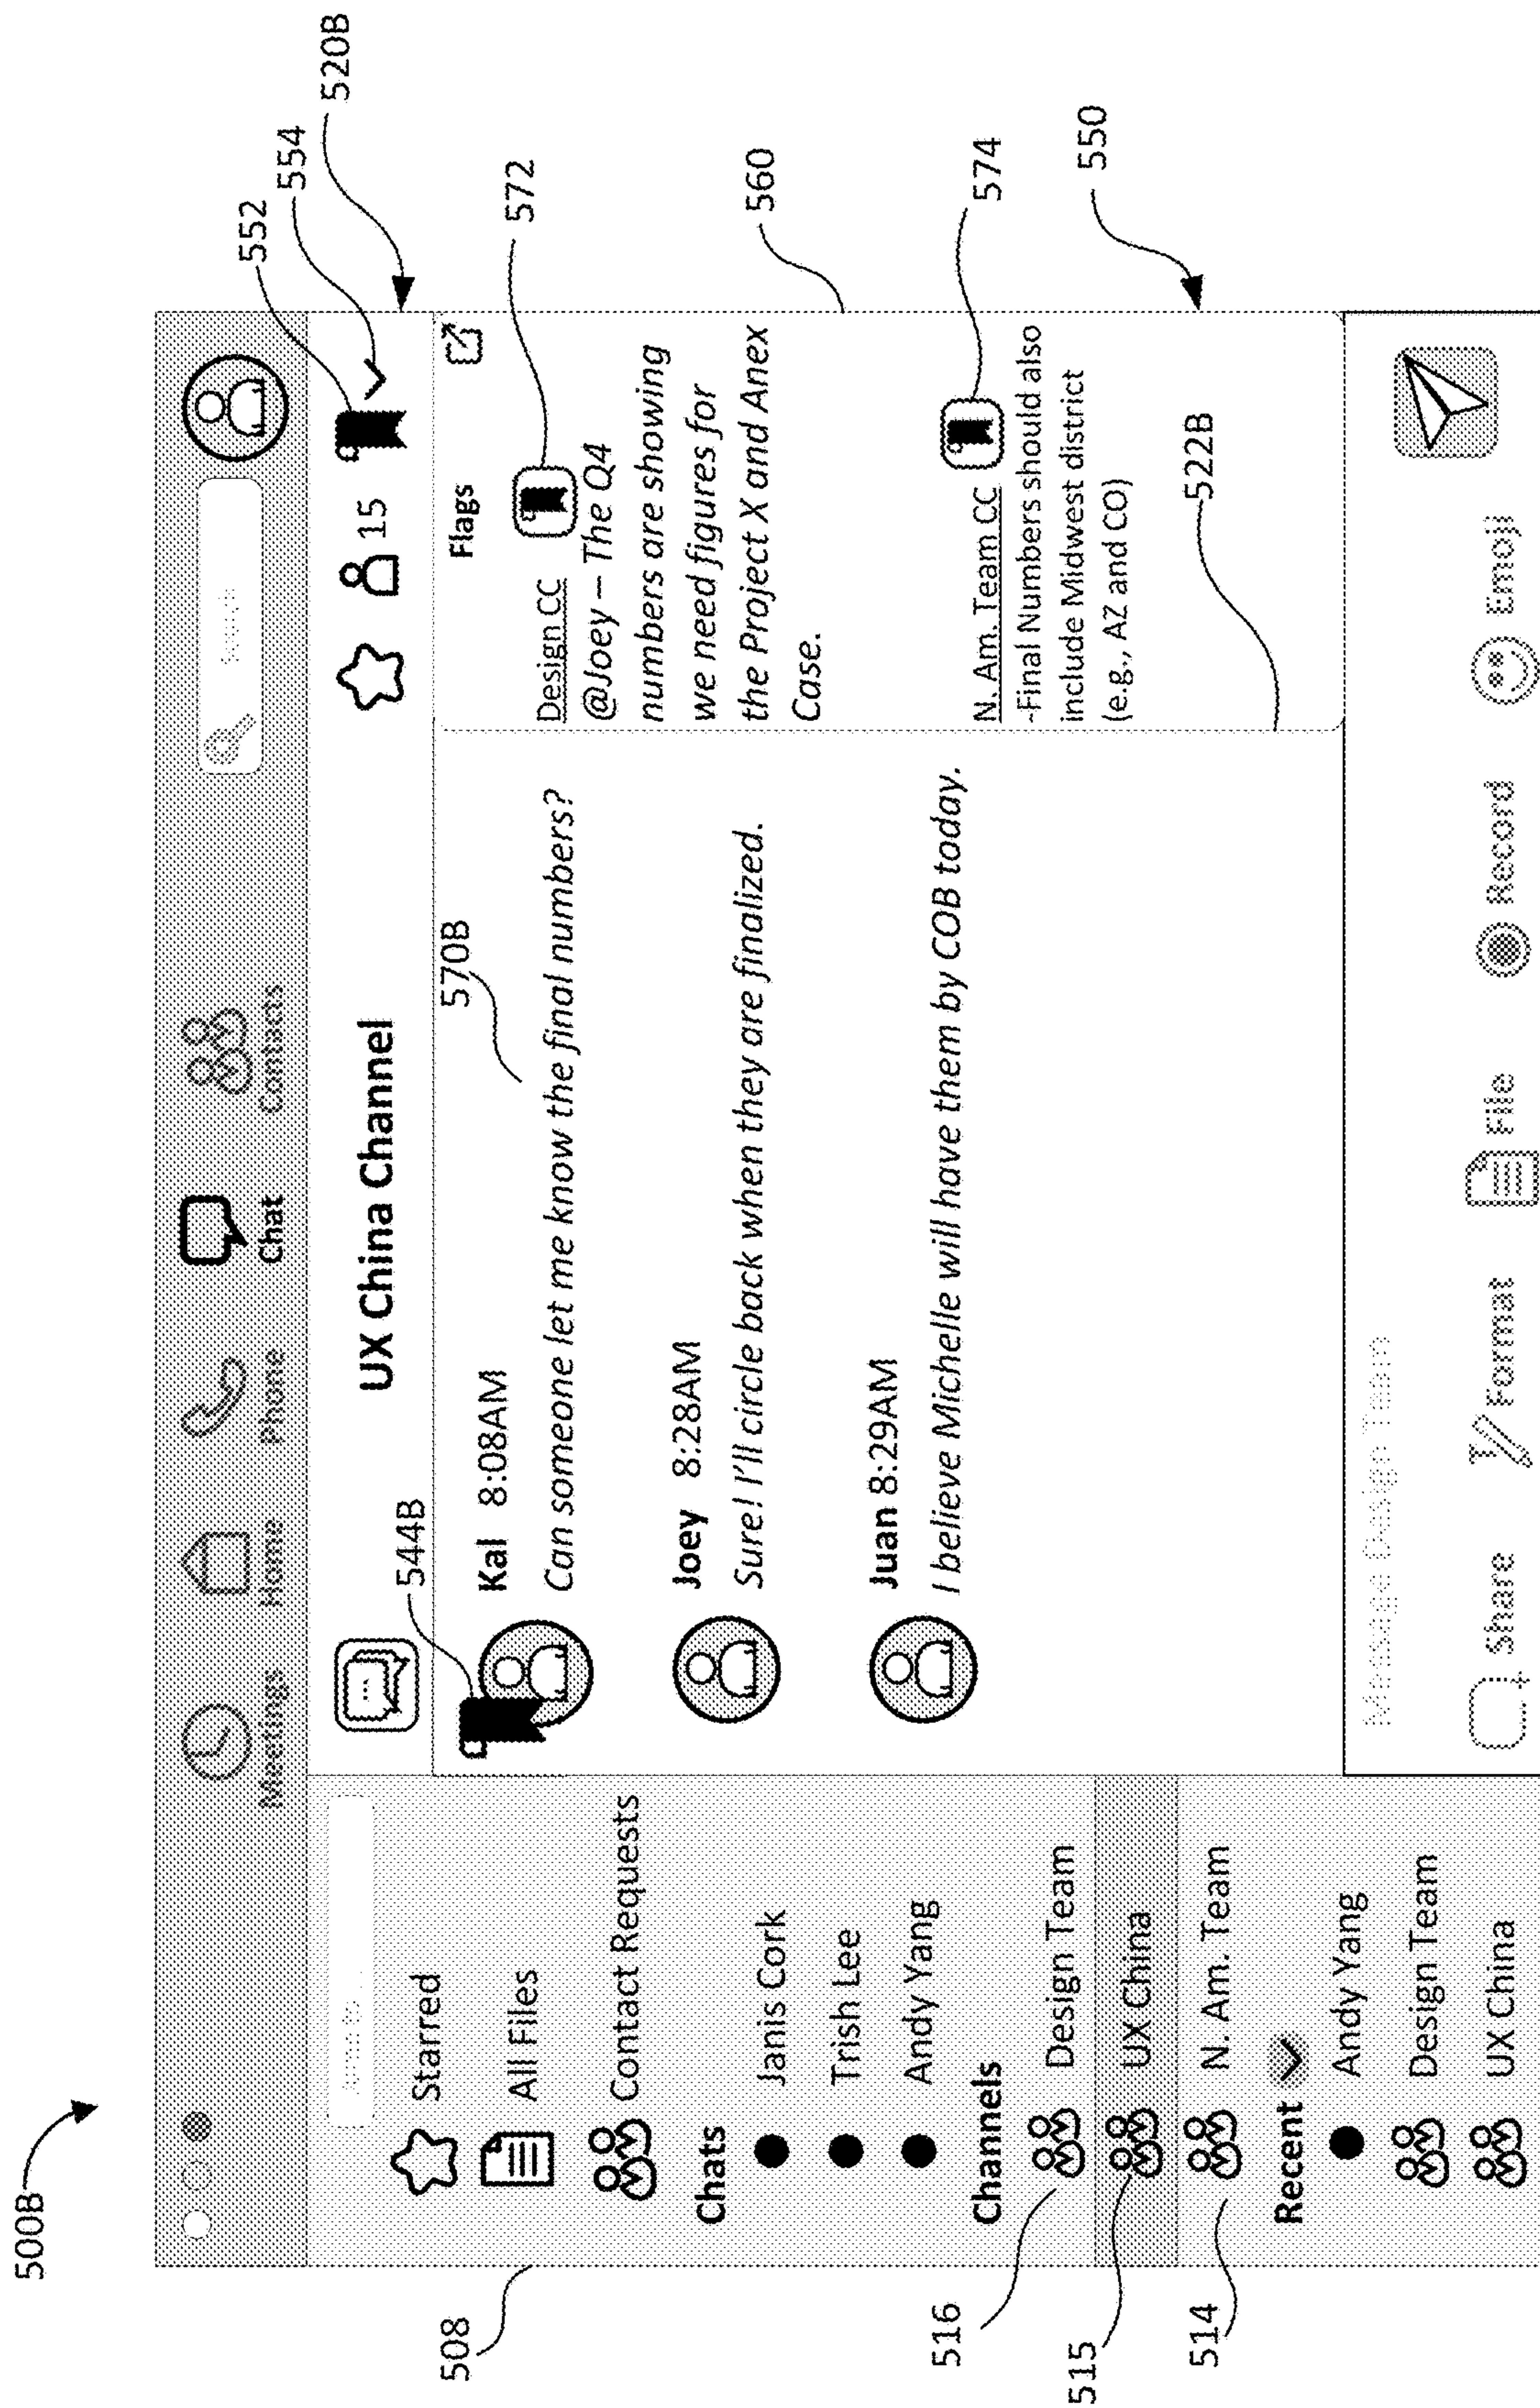 500B
Meetings
Home
Phone
Chat
Contacts
Search
552
554
520B
UX China Channel
15
508
Starred
All Files
Contact Requests
Chats
Janis Cork
Trish Lee
Andy Yang
Channels
516
Design Team
515
UX China
514
N. Am. Team
Recent
Andy Yang
Design Team
UX China
544B
570B
Kal 8:08AM
Can someone let me know the final numbers?
Joey 8:28AM
Sure! I'll circle back when they are finalized.
Juan 8:29AM
I believe Michelle will have them by COB today.
Flags
572
Design CC
@Joey – The Q4
numbers are showing
we need figures for
the Project X and Anex
Case.
560
574
N. Am. Team CC
-Final Numbers should also
include Midwest district
(e.g., AZ and CO)
550
522B
Message Design Team
Share
Format
File
Record
Emoji